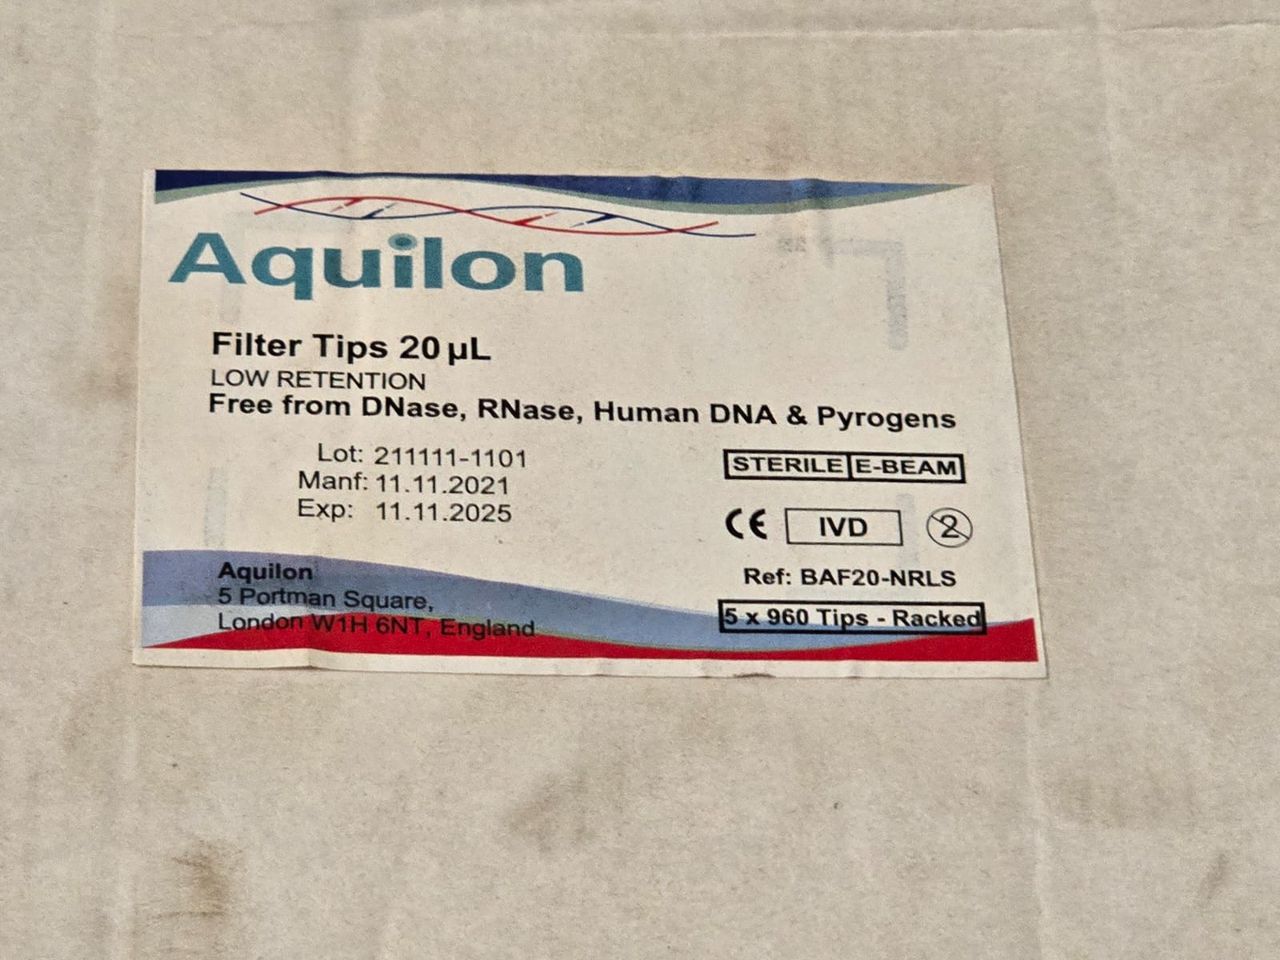 Aquilon
Filter Tips 20 µL
LOW RETENTION
Free from DNase, RNase, Human DNA & Pyrogens
Lot: 211111-1101
Manf: 11.11.2021
Exp: 11.11.2025
STERILE E-BEAM
CE IVD 2
Ref: BAF20-NRLS
5 x 960 Tips - Racked
Aquilon
5 Portman Square,
London W1H 6NT, England